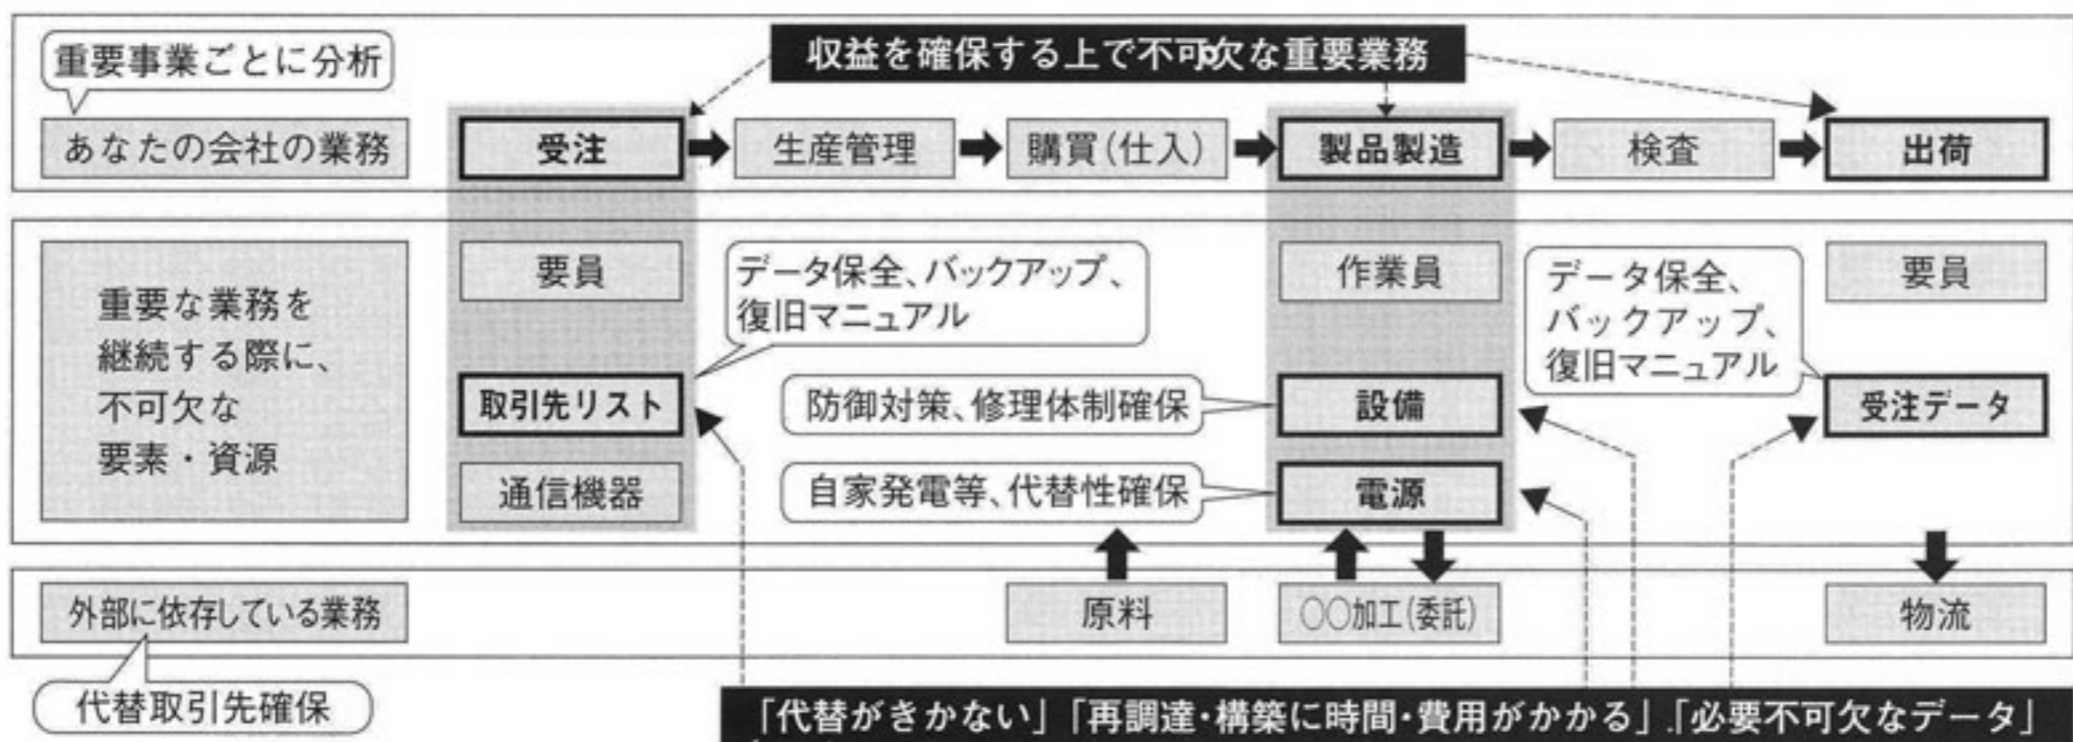 重要事業ごとに分析
収益を確保する上で不可欠な重要業務
あなたの会社の業務
受注
生産管理
購買(仕入)
製品製造
検査
出荷
重要な業務を
継続する際に、
不可欠な
要素・資源
要員
取引先リスト
通信機器
データ保全、バックアップ、
復旧マニュアル
防御対策、修理体制確保
自家発電等、代替性確保
作業員
設備
電源
データ保全、
バックアップ、
復旧マニュアル
要員
受注データ
外部に依存している業務
原料
〇〇加工(委託)
物流
代替取引先確保
「代替がきかない」「再調達・構築に時間・費用がかかる」「必要不可欠なデータ」